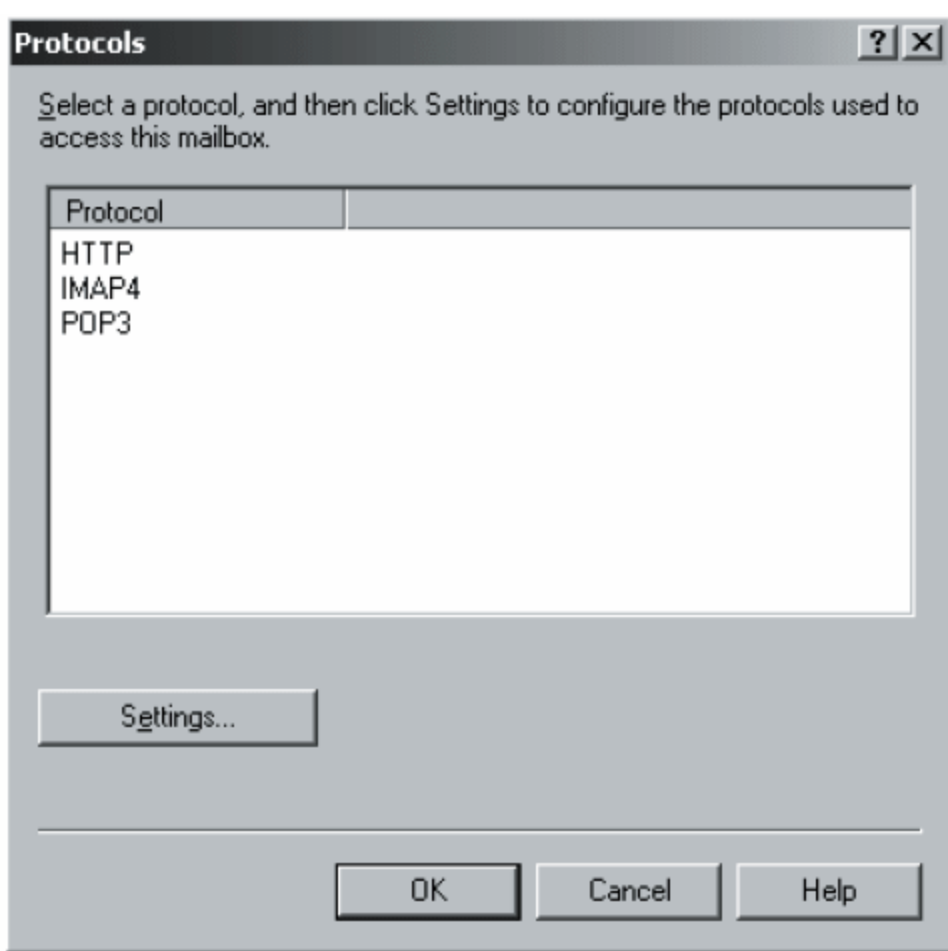 Protocols
Select a protocol, and then click Settings to configure the protocols used to
access this mailbox.
Protocol
HTTP
IMAP4
POP3
Settings...
OK Cancel Help